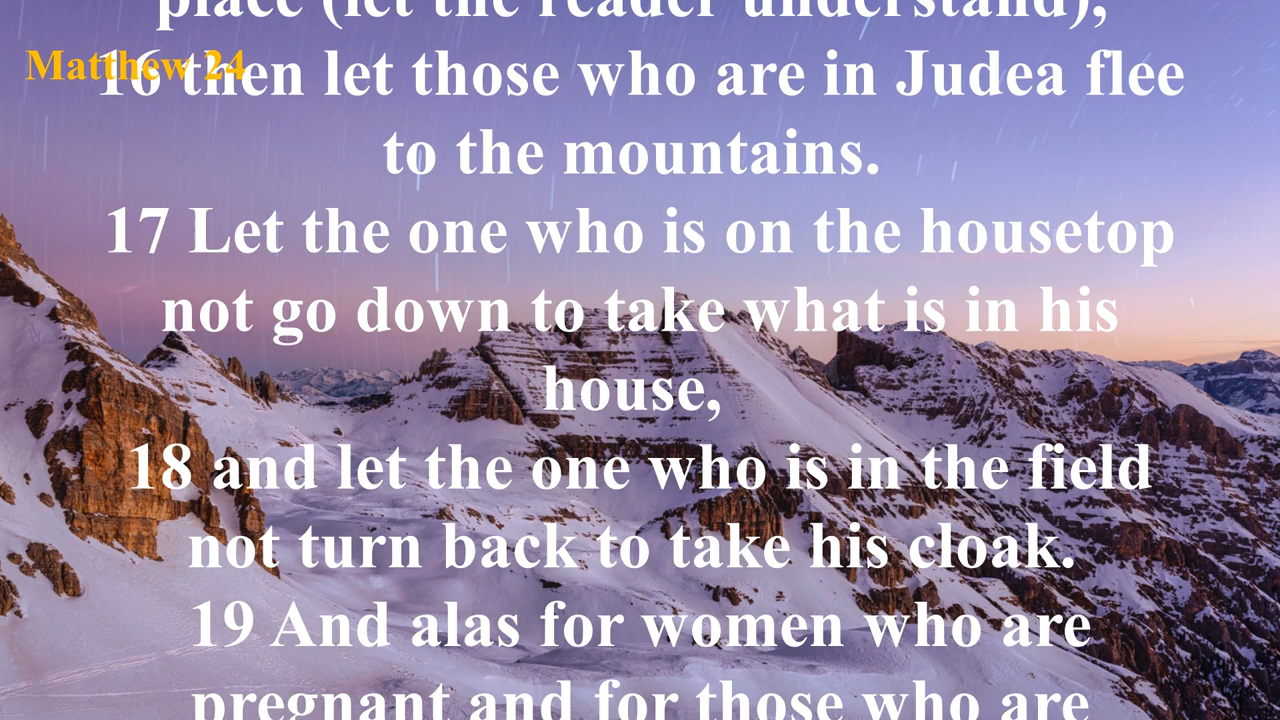 place (let the reader understand),
Matthew 24
16 then let those who are in Judea flee
to the mountains.
17 Let the one who is on the housetop
not go down to take what is in his
house,
18 and let the one who is in the field
not turn back to take his cloak.
19 And alas for women who are
pregnant and for those who are